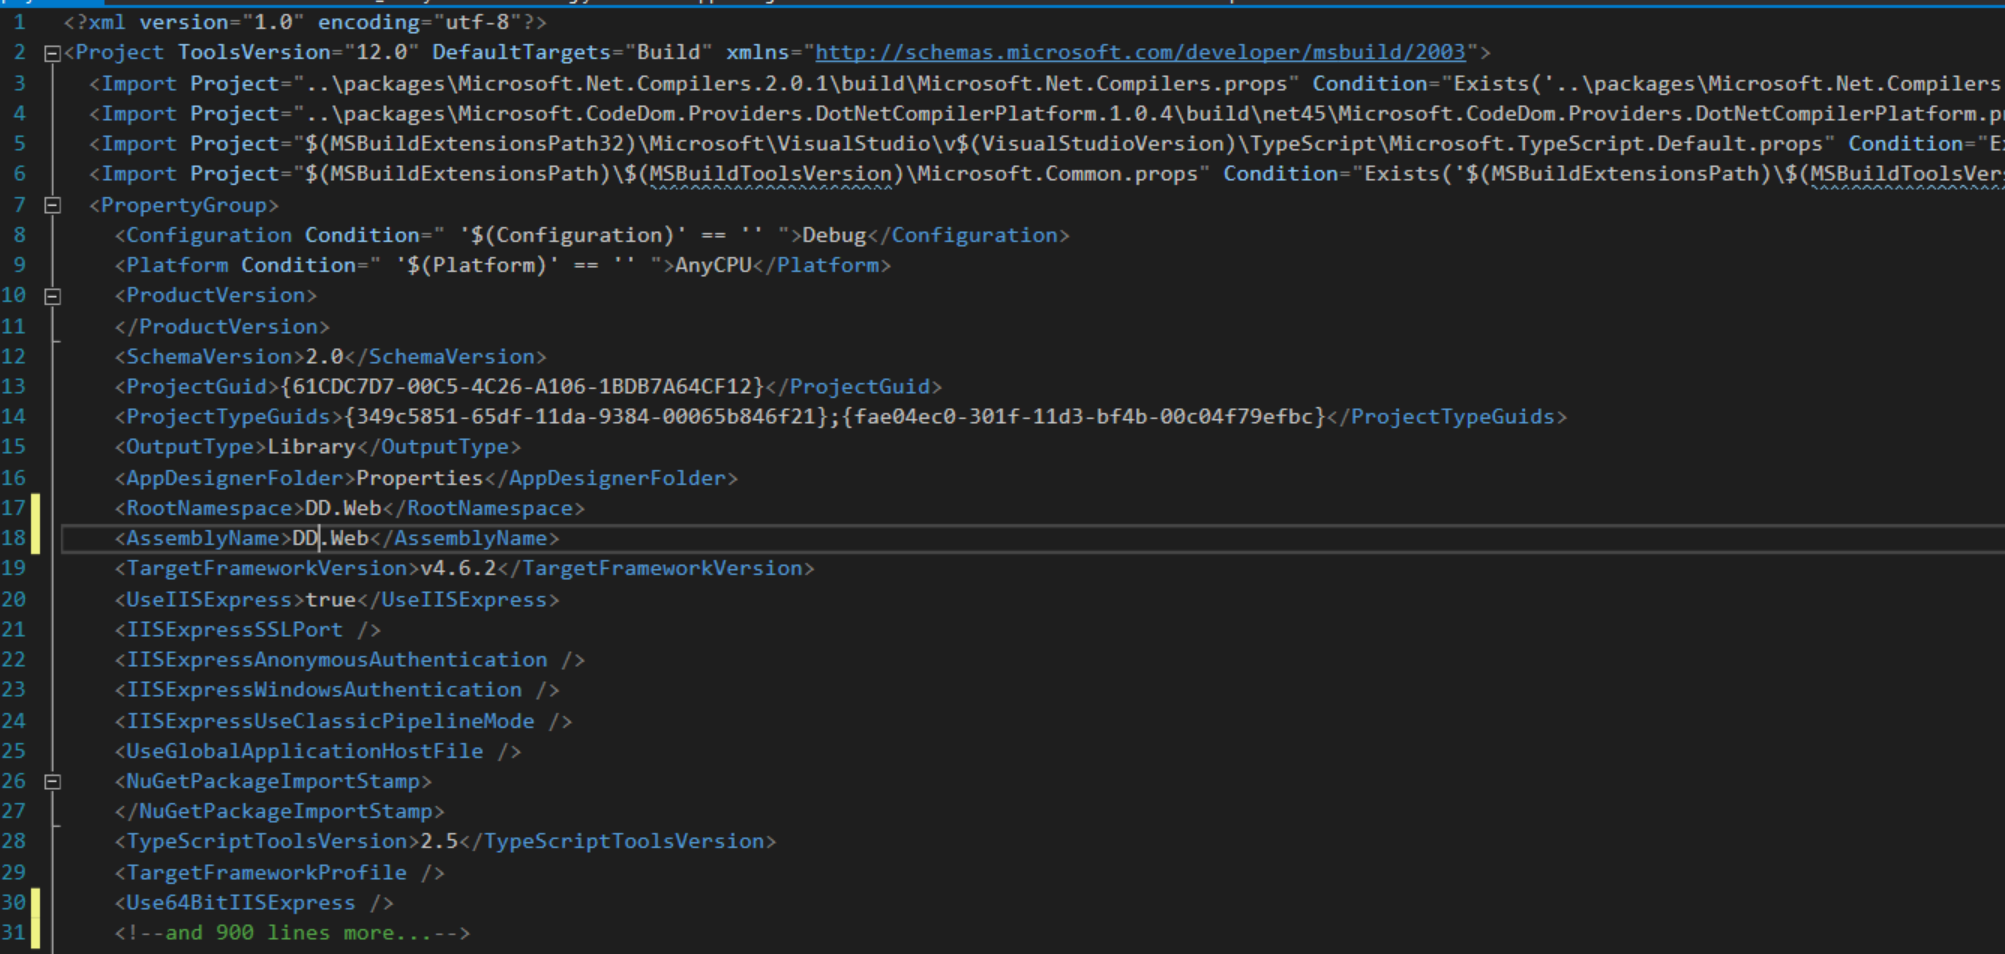 1 <?xml version="1.0" encoding="utf-8"?>
2 <Project ToolsVersion="12.0" DefaultTargets="Build" xmlns="http://schemas.microsoft.com/developer/msbuild/2003">
3 <Import Project="..\packages\Microsoft.Net.Compilers.2.0.1\build\Microsoft.Net.Compilers.props" Condition="Exists('..\packages\Microsoft.Net.Compilers
4 <Import Project="..\packages\Microsoft.CodeDom.Providers.DotNetCompilerPlatform.1.0.4\build\net45\Microsoft.CodeDom.Providers.DotNetCompilerPlatform.p
5 <Import Project="$(MSBuildExtensionsPath32)\Microsoft\VisualStudio\v$(VisualStudioVersion)\TypeScript\Microsoft.TypeScript.Default.props" Condition="E
6 <Import Project="$(MSBuildExtensionsPath)\$(MSBuildToolsVersion)\Microsoft.Common.props" Condition="Exists('$(MSBuildExtensionsPath)\$(MSBuildToolsVer
7 <PropertyGroup>
8 <Configuration Condition=" '$(Configuration)' == '' ">Debug</Configuration>
9 <Platform Condition=" '$(Platform)' == '' ">AnyCPU</Platform>
10 <ProductVersion>
11 </ProductVersion>
12 <SchemaVersion>2.0</SchemaVersion>
13 <ProjectGuid>{61CDC7D7-00C5-4C26-A106-1BDB7A64CF12}</ProjectGuid>
14 <ProjectTypeGuids>{349c5851-65df-11da-9384-00065b846f21};{fae04ec0-301f-11d3-bf4b-00c04f79efbc}</ProjectTypeGuids>
15 <OutputType>Library</OutputType>
16 <AppDesignerFolder>Properties</AppDesignerFolder>
17 <RootNamespace>DD.Web</RootNamespace>
18 <AssemblyName>DD.Web</AssemblyName>
19 <TargetFrameworkVersion>v4.6.2</TargetFrameworkVersion>
20 <UseIISExpress>true</UseIISExpress>
21 <IISExpressSSLPort />
22 <IISExpressAnonymousAuthentication />
23 <IISExpressWindowsAuthentication />
24 <IISExpressUseClassicPipelineMode />
25 <UseGlobalApplicationHostFile />
26 <NuGetPackageImportStamp>
27 </NuGetPackageImportStamp>
28 <TypeScriptToolsVersion>2.5</TypeScriptToolsVersion>
29 <TargetFrameworkProfile />
30 <Use64BitIISExpress />
31 <!--and 900 lines more...-->